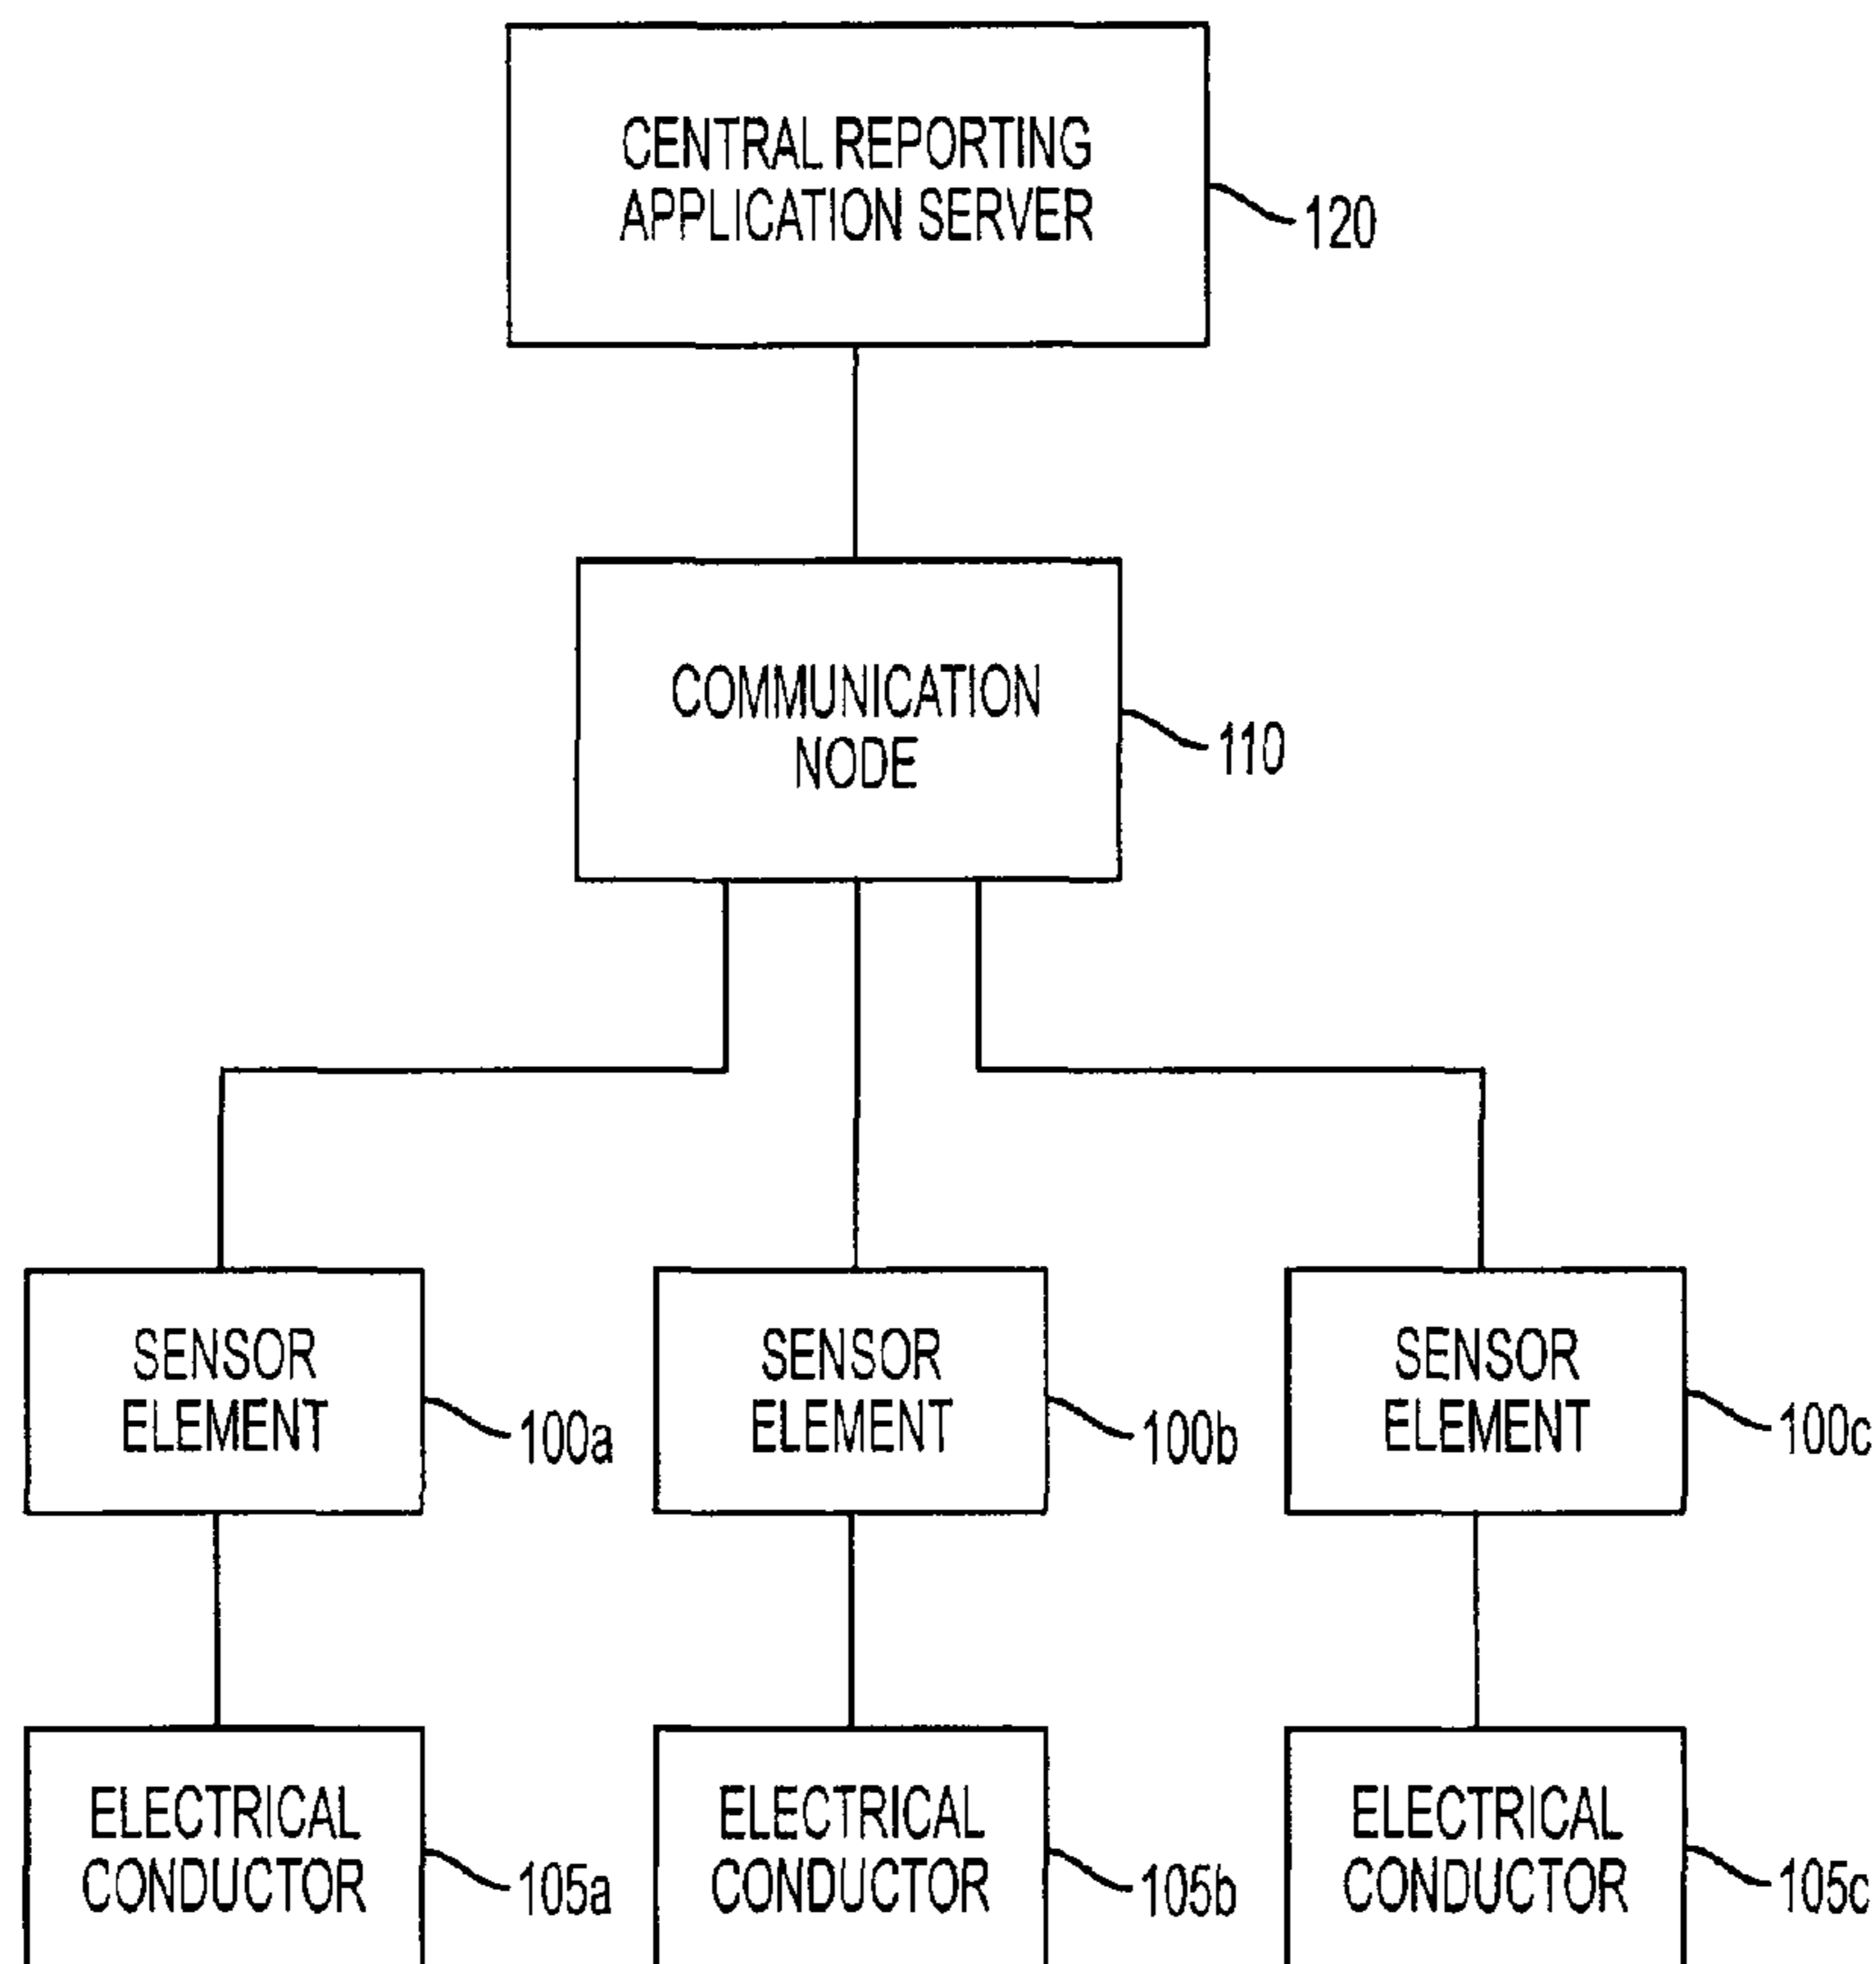 CENTRAL REPORTING
APPLICATION SERVER
120
COMMUNICATION
NODE
110
SENSOR
ELEMENT
100a
SENSOR
ELEMENT
100b
SENSOR
ELEMENT
100c
ELECTRICAL
CONDUCTOR
105a
ELECTRICAL
CONDUCTOR
105b
ELECTRICAL
CONDUCTOR
105c